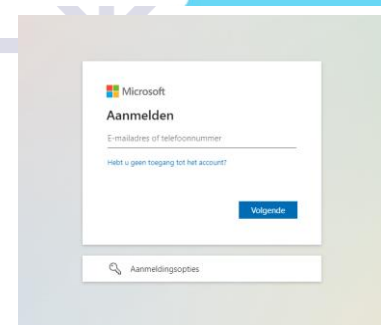 Microsoft
Aanmelden
E-mailadres of telefoonnummer
Hebt u geen toegang tot het account?
Volgende
Aanmeldingsopties